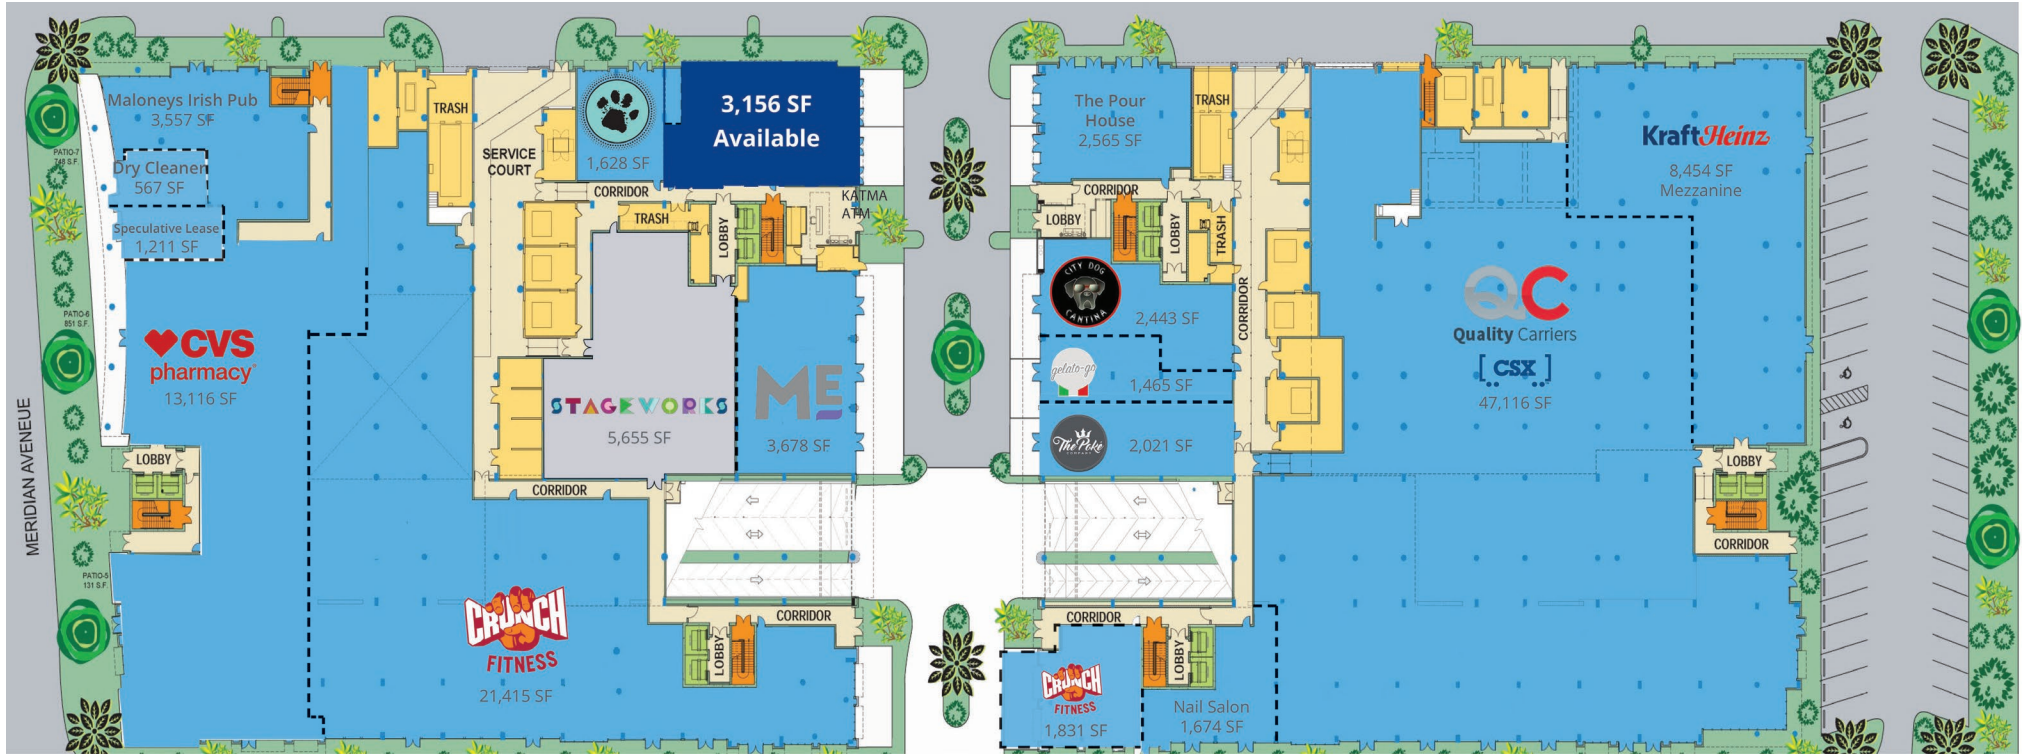 Maloneys Irish Pub
3,557 SF
PATIO-7
748 S.F.
Dry Cleaner
567 SF
Speculative Lease
1,211 SF
PATIO-6
851 S.F.
CVS
pharmacy
13,116 SF
MERIDIAN AVENEUE
LOBBY
PATIO-5
131 S.F.
TRASH
SERVICE
COURT
1,628 SF
3,156 SF
Available
CORRIDOR
TRASH
LOBBY
KATMA
ATM
STAGEWORKS
5,655 SF
ME
3,678 SF
CORRIDOR
CRUNCH
FITNESS
21,415 SF
CORRIDOR
LOBBY
The Pour
House
2,565 SF
TRASH
CORRIDOR
LOBBY
LOBBY
TRASH
CITY DOG
CANTINA
2,443 SF
CORRIDOR
gelato-go
1,465 SF
The Poke
COMPANY
2,021 SF
CORRIDOR
LOBBY
CRUNCH
FITNESS
1,831 SF
Nail Salon
1,674 SF
KraftHeinz
8,454 SF
Mezzanine
QC
Quality Carriers
[CSX]
47,116 SF
LOBBY
CORRIDOR